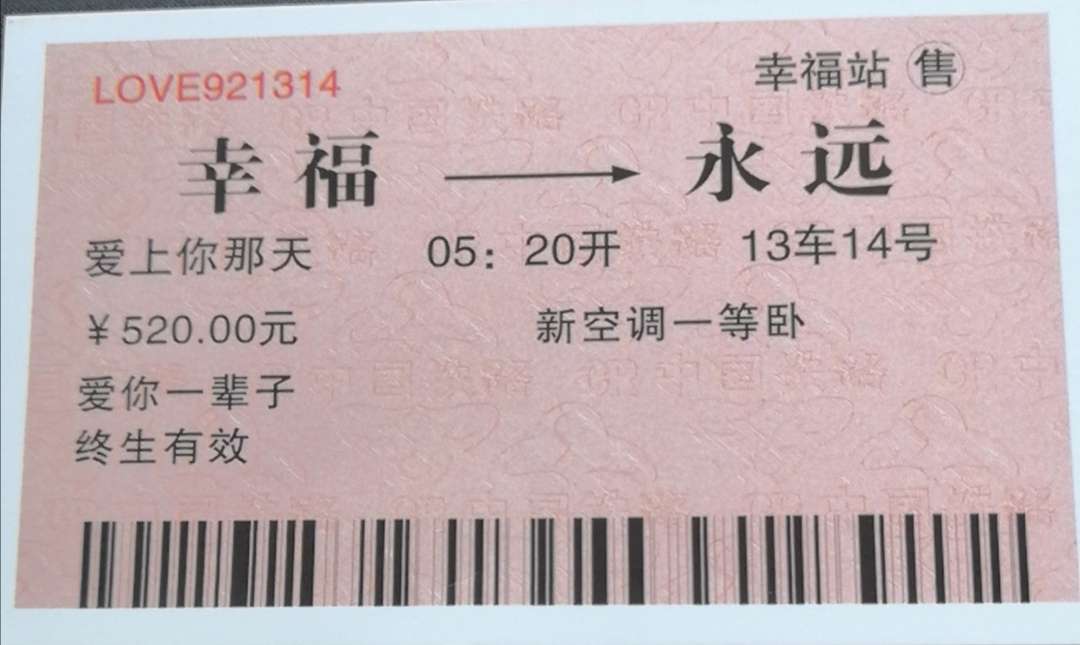 LOVE921314 幸福站 售
幸福 → 永远
爱上你那天 05：20开 13车14号
￥520.00元 新空调一等卧
爱你一辈子
终生有效